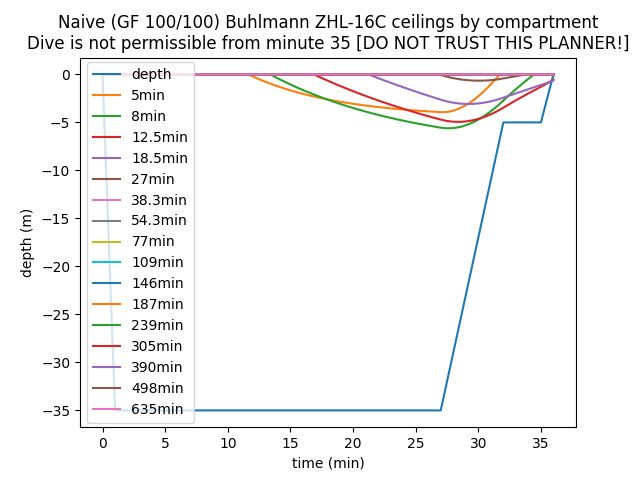 Naive (GF 100/100) Buhlmann ZHL-16C ceilings by compartment
Dive is not permissible from minute 35 [DO NOT TRUST THIS PLANNER!]
depth
5min
8min
12.5min
18.5min
27min
38.3min
54.3min
77min
109min
146min
187min
239min
305min
390min
498min
635min
0
−5
−10
−15
−20
−25
−30
−35
depth (m)
0
5
10
15
20
25
30
35
time (min)